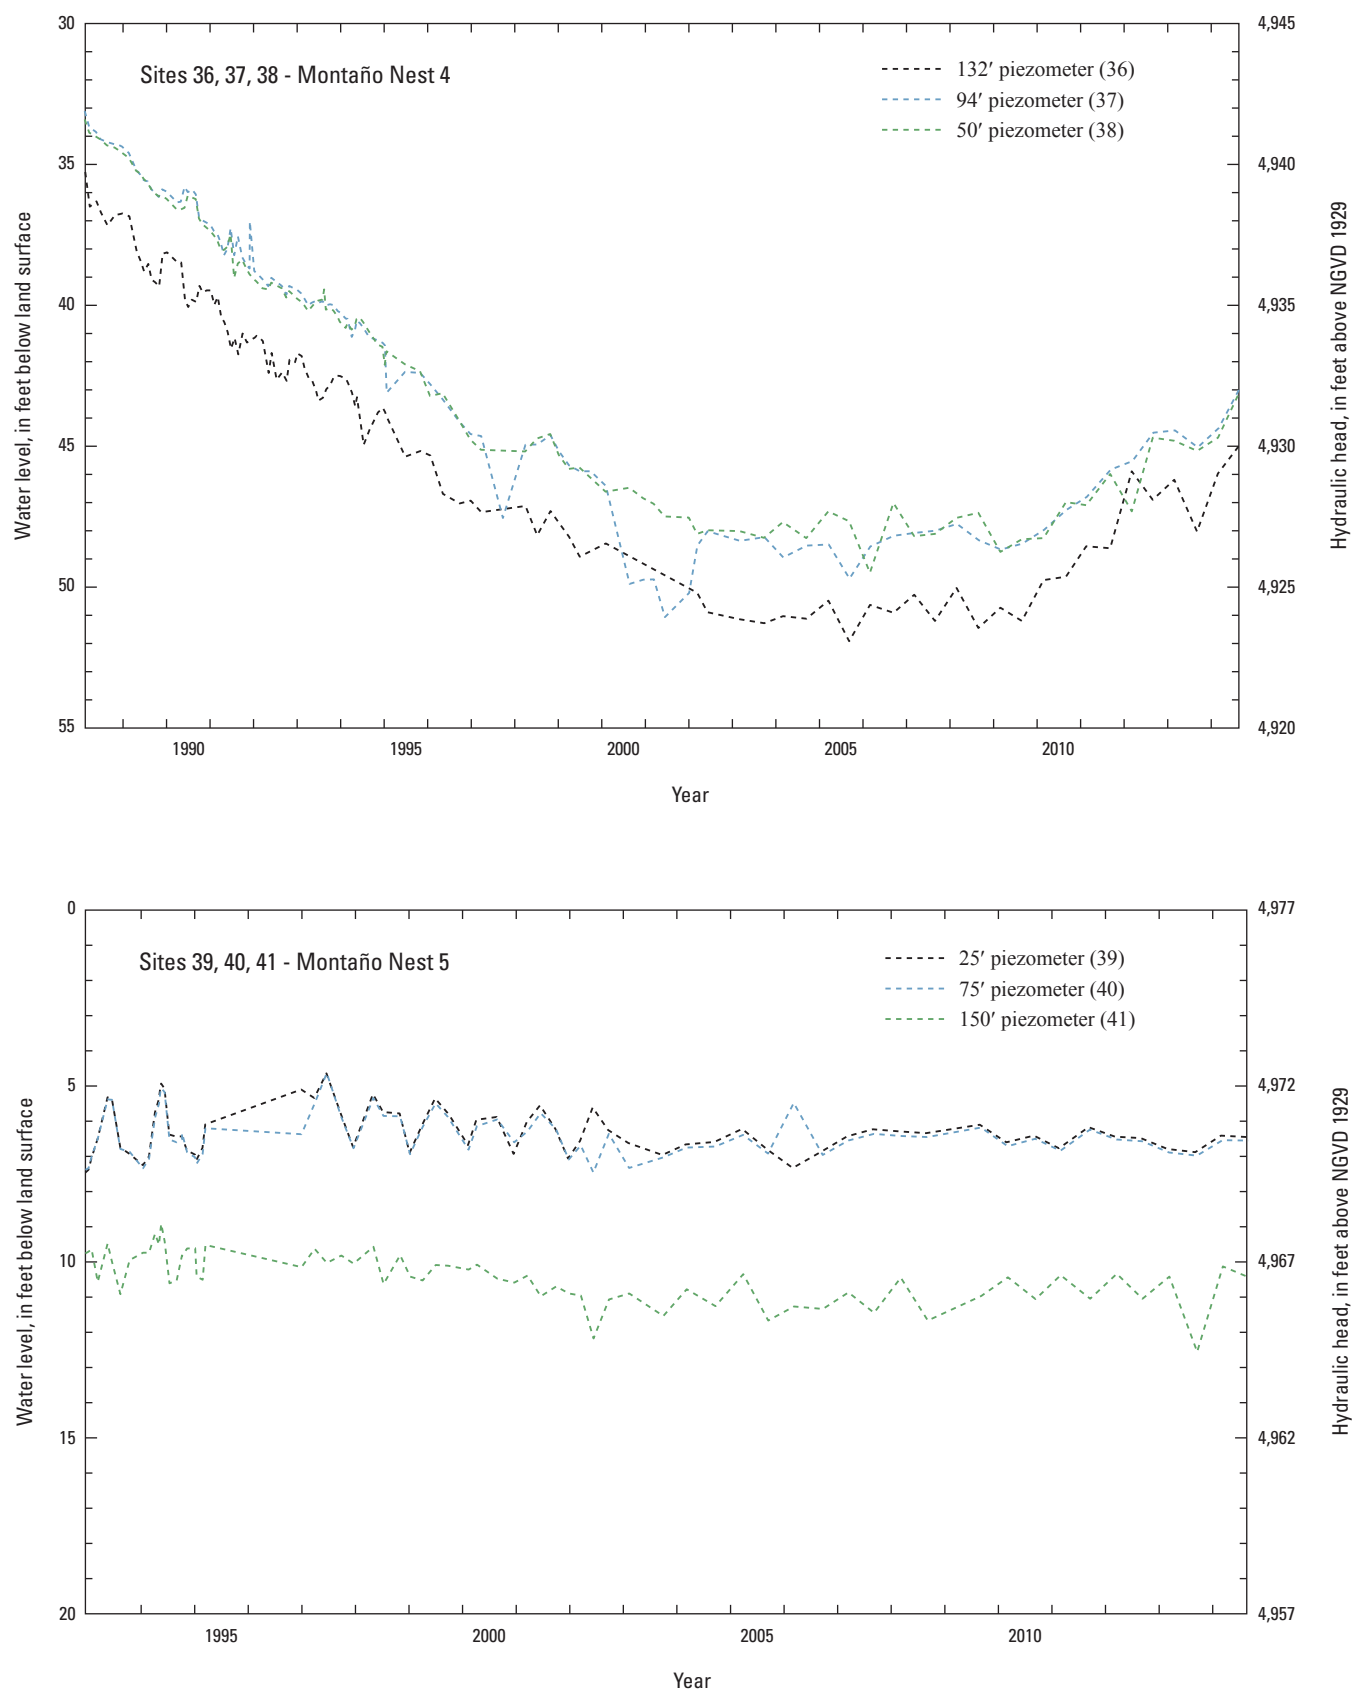 Sites 36, 37, 38 - Montaño Nest 4
132′ piezometer (36)
94′ piezometer (37)
50′ piezometer (38)
Water level, in feet below land surface
30
35
40
45
50
55
Hydraulic head, in feet above NGVD 1929
4,945
4,940
4,935
4,930
4,925
4,920
1990
1995
2000
2005
2010
Year
Sites 39, 40, 41 - Montaño Nest 5
25′ piezometer (39)
75′ piezometer (40)
150′ piezometer (41)
Water level, in feet below land surface
0
5
10
15
20
Hydraulic head, in feet above NGVD 1929
4,977
4,972
4,967
4,962
4,957
1995
2000
2005
2010
Year